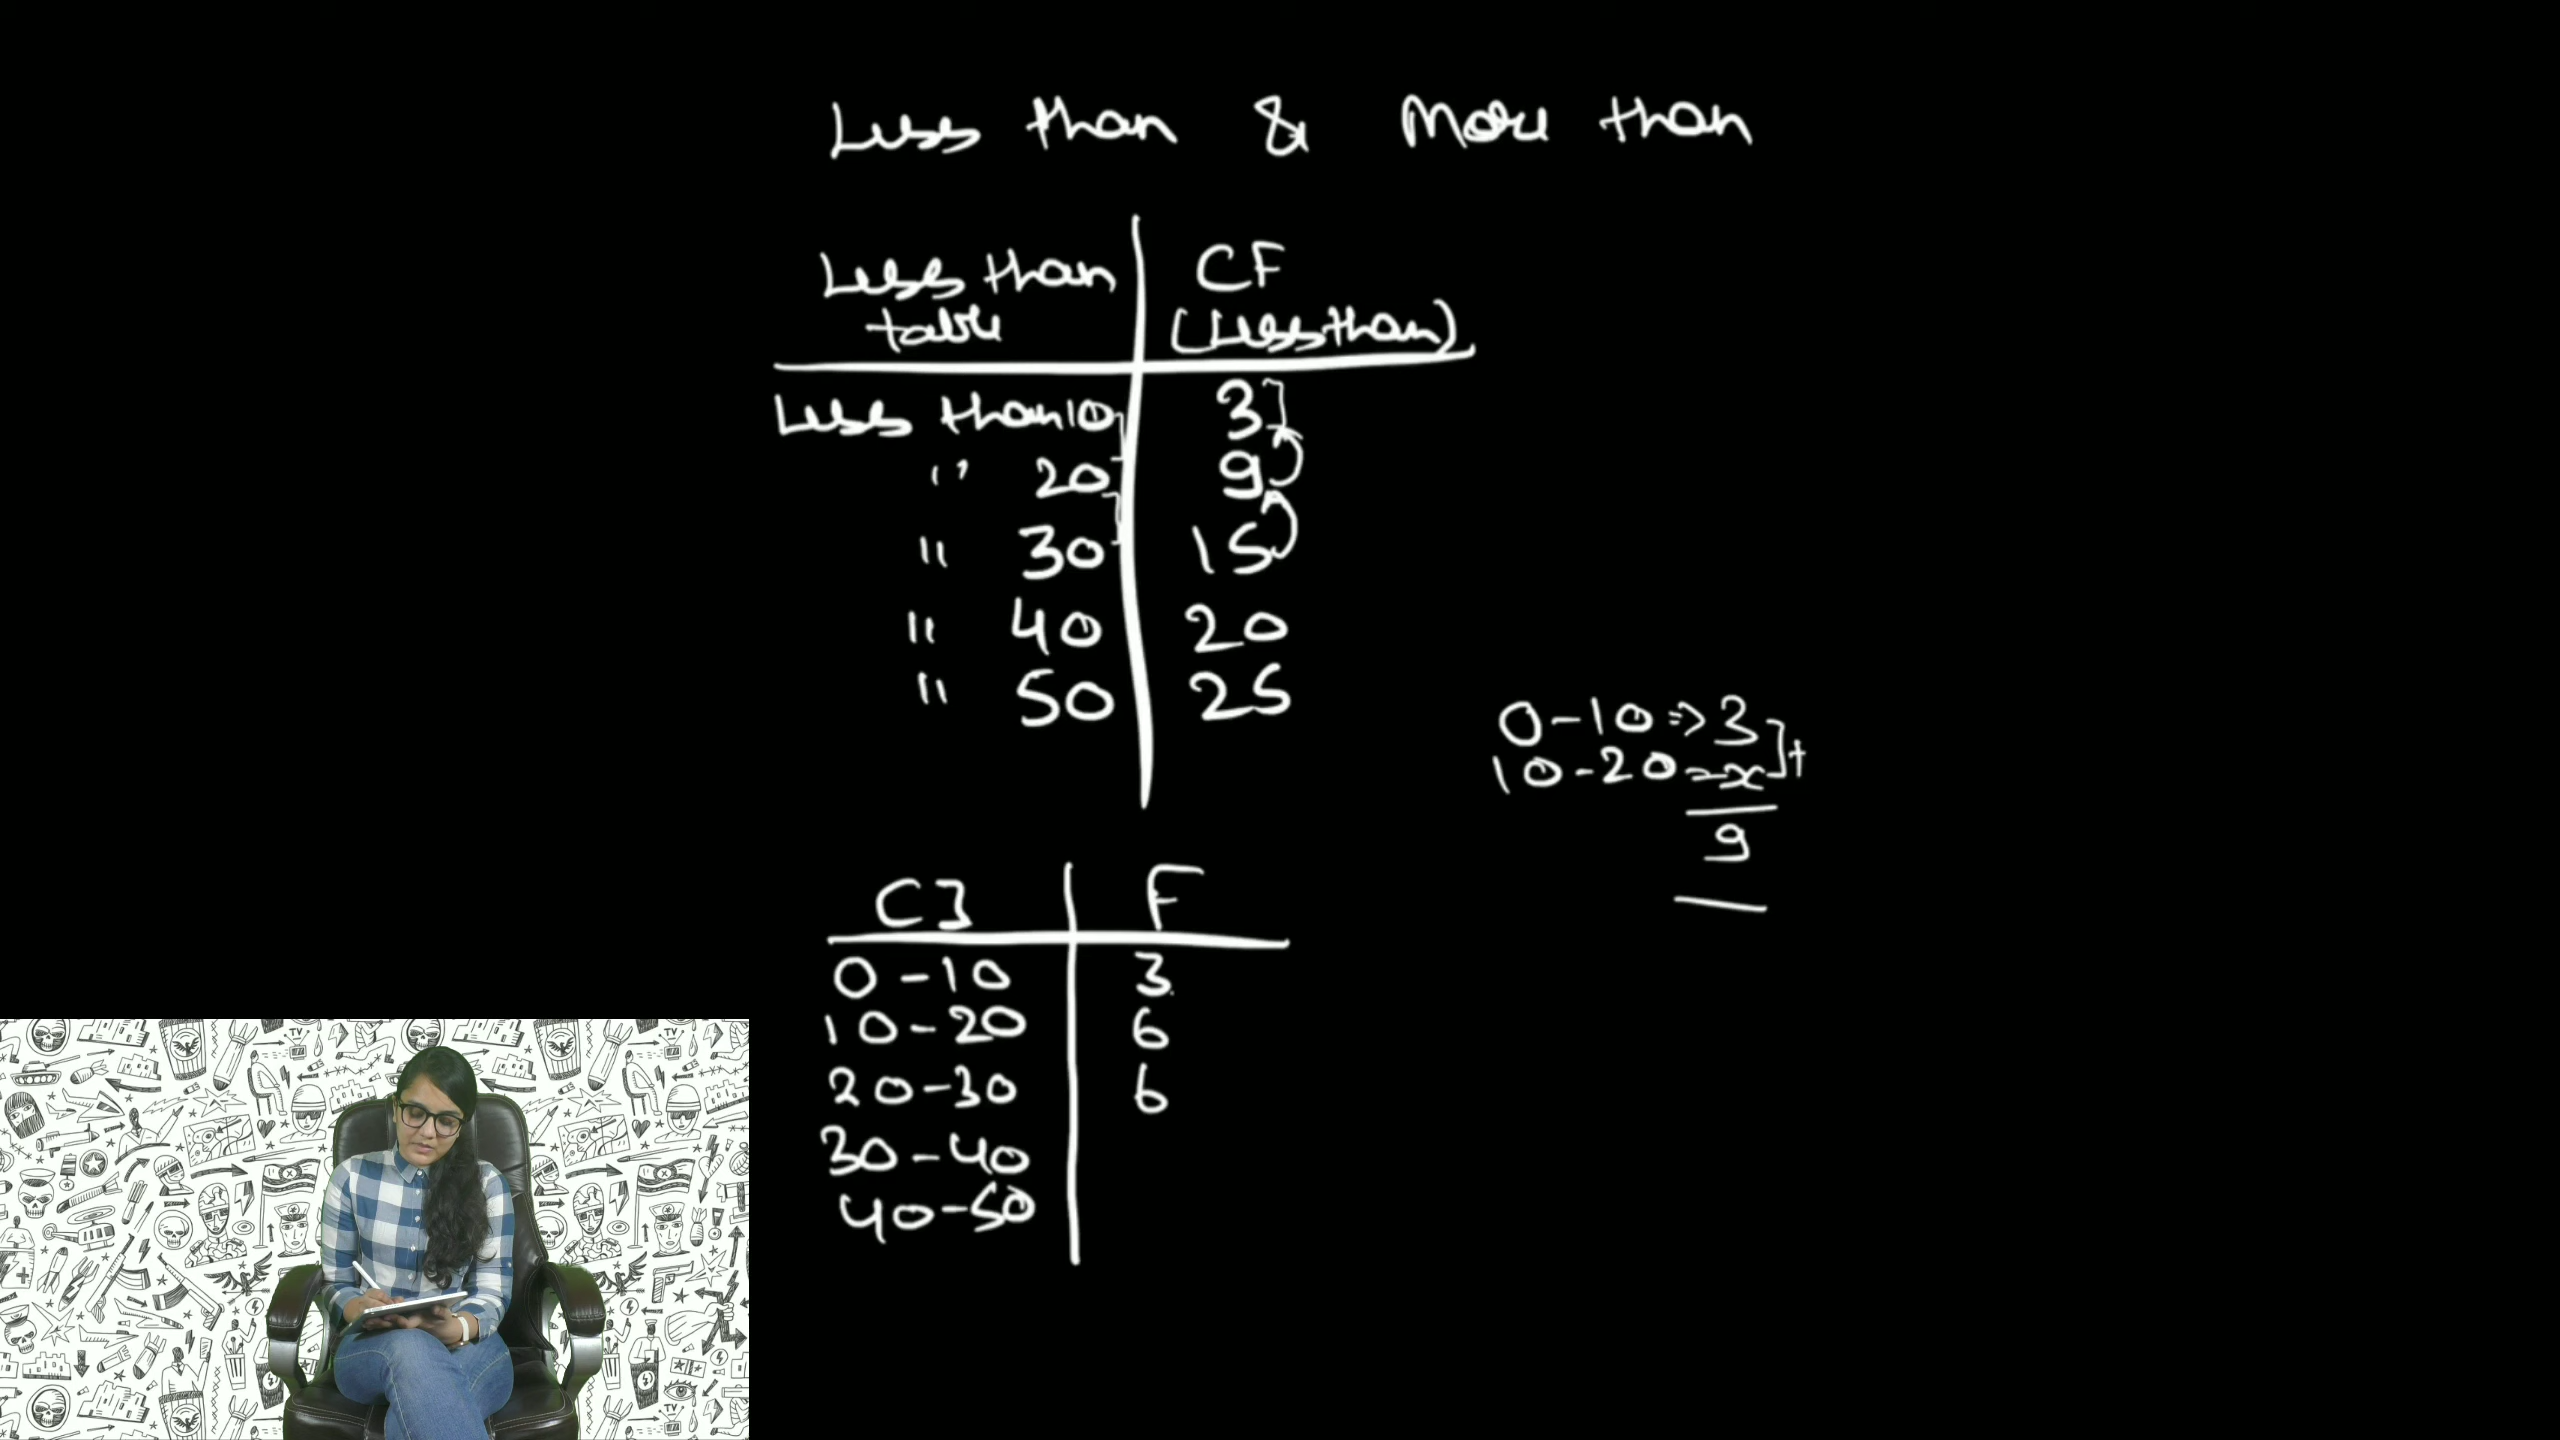 Less than & More than
Less than table | CF (Less than)
Less than 10 | 3
" 20 | 9
" 30 | 15
" 40 | 20
" 50 | 25
0-10 => 3
10-20 = x +
9
CI | F
0-10 | 3
10-20 | 6
20-30 | 6
30-40
40-50